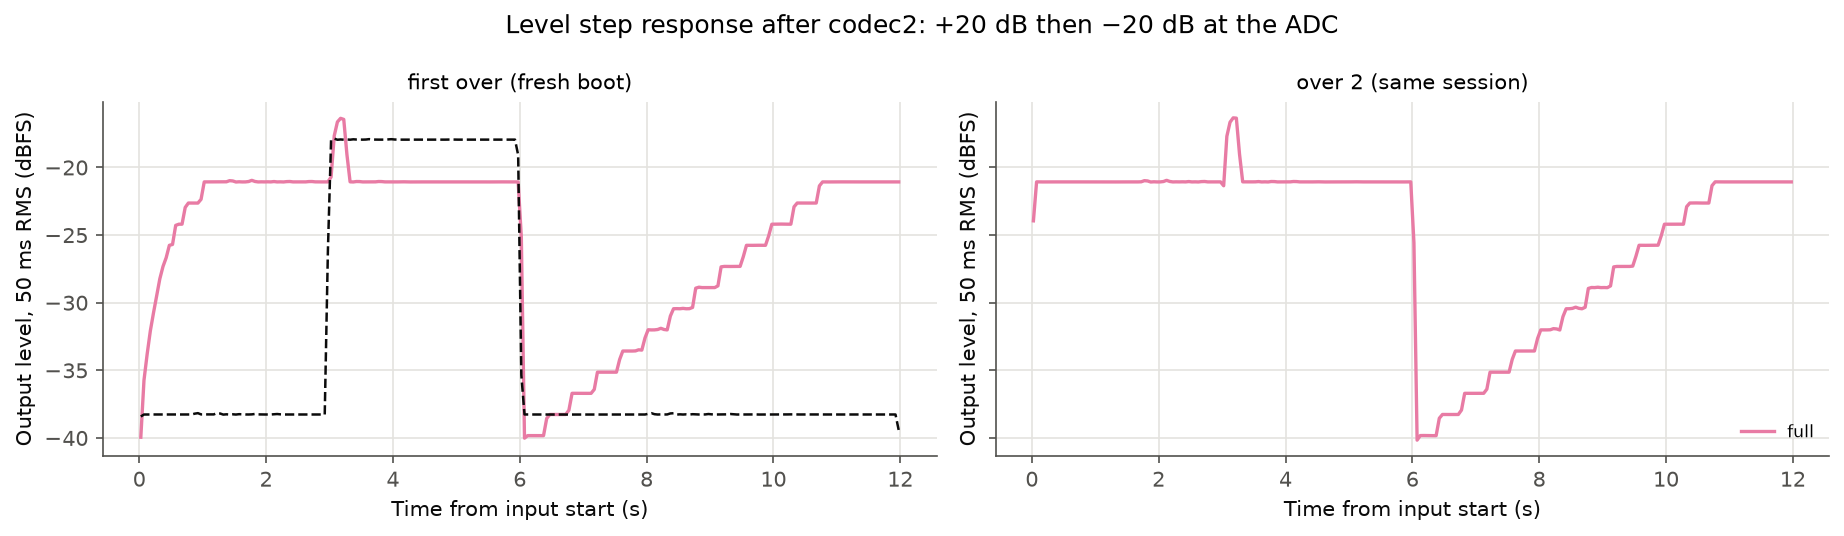 Level step response after codec2: +20 dB then −20 dB at the ADC
first over (fresh boot)
Output level, 50 ms RMS (dBFS)
−20
−25
−30
−35
−40
0 2 4 6 8 10 12
Time from input start (s)
over 2 (same session)
Output level, 50 ms RMS (dBFS)
full
0 2 4 6 8 10 12
Time from input start (s)